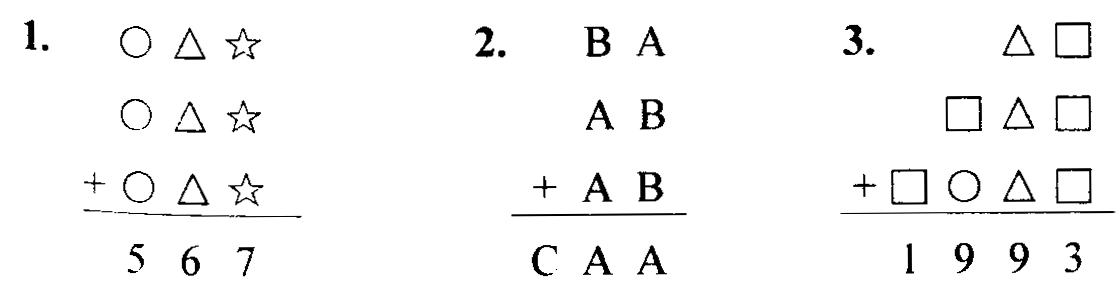 1. ○ △ ☆
○ △ ☆
+ ○ △ ☆
5 6 7
2. B A
A B
+ A B
C A A
3. △ □
□ △ □
+ □ ○ △ □
1 9 9 3